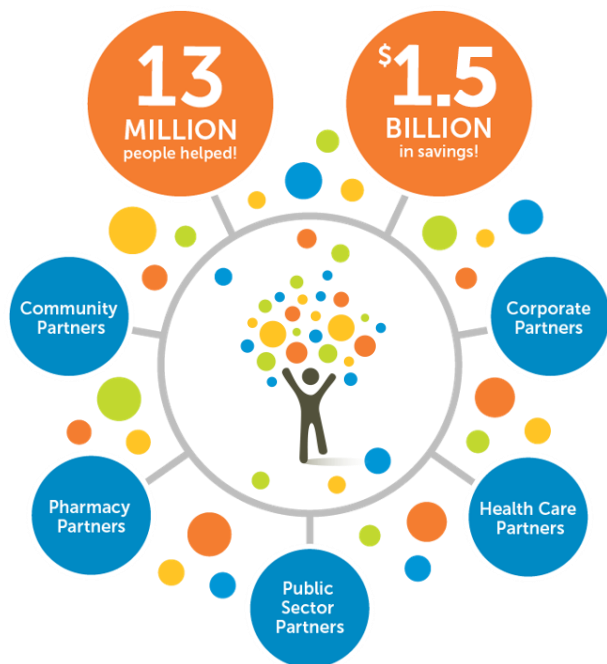 13
MILLION
people helped!
$1.5
BILLION
in savings!
Community
Partners
Corporate
Partners
Pharmacy
Partners
Health Care
Partners
Public
Sector
Partners